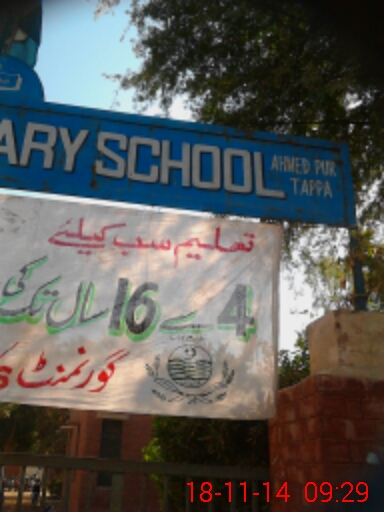 ARY SCHOOL AHMED PUR
TAPPA
تعلیم سب کیلئے
4 سے 16 سال تک کی
گورنمنٹ
18-11-14 09:29